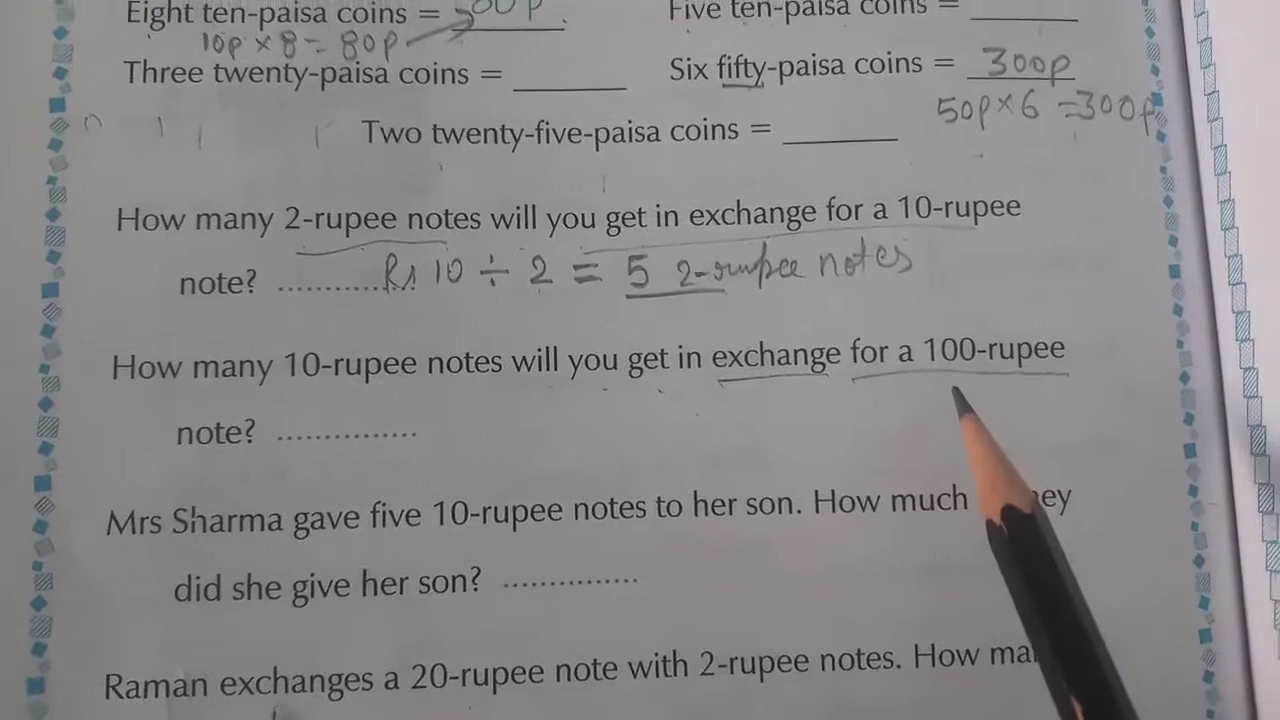 Eight ten-paisa coins = 
Five ten-paisa coins = ______
10p × 8 = 80p
Three twenty-paisa coins = ______
Six fifty-paisa coins = 300p
50p × 6 = 300p
Two twenty-five-paisa coins = ______
How many 2-rupee notes will you get in exchange for a 10-rupee
note? ........... Rs 10 ÷ 2 = 5 2-rupee notes
How many 10-rupee notes will you get in exchange for a 100-rupee
note? ...............
Mrs Sharma gave five 10-rupee notes to her son. How much
did she give her son? ...............
Raman exchanges a 20-rupee note with 2-rupee notes. How